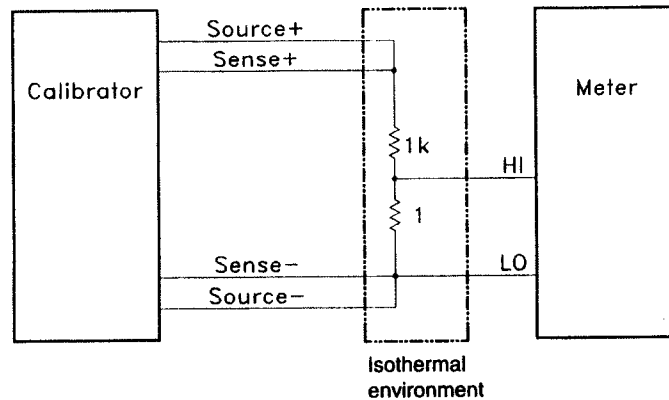 Source+
Sense+
Calibrator
Meter
1k
HI
1
LO
Sense-
Source-
Isothermal
environment